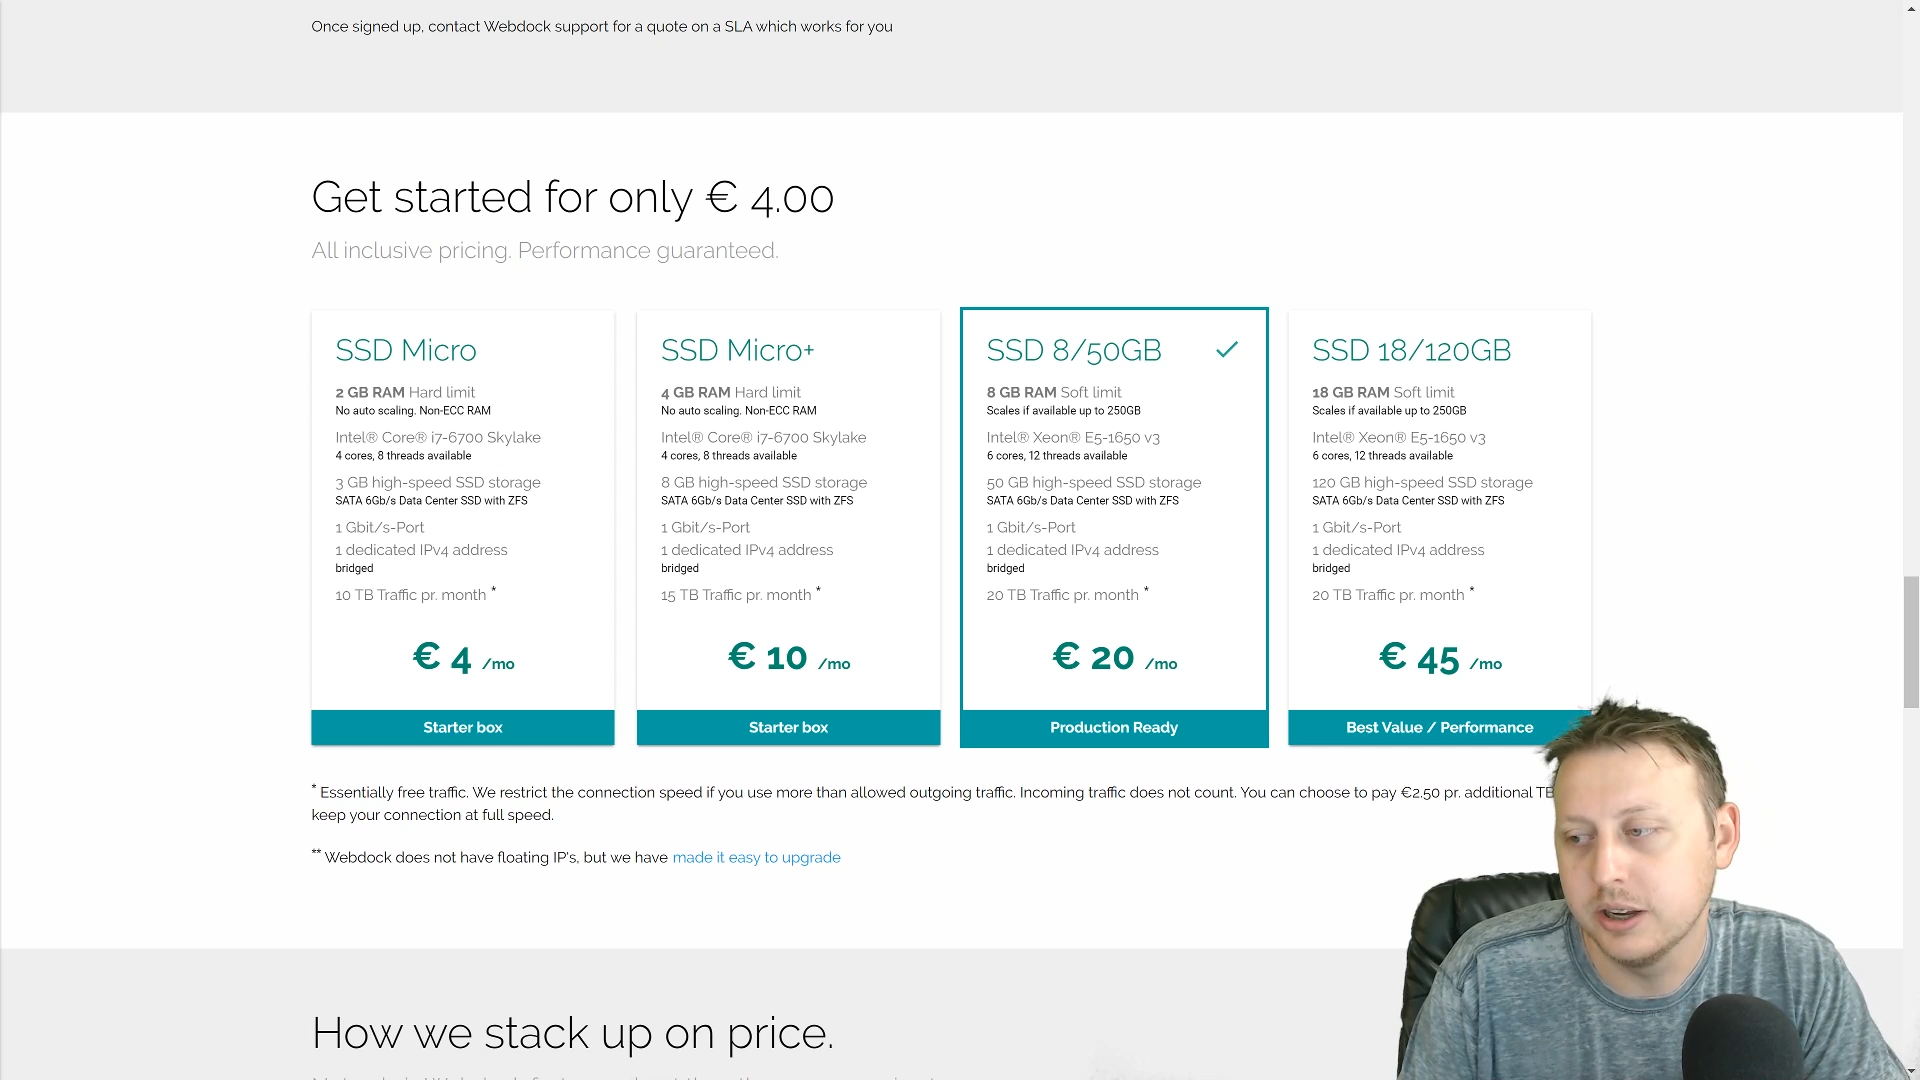 Once signed up, contact Webdock support for a quote on a SLA which works for you
Get started for only € 4.00
All inclusive pricing. Performance guaranteed.
SSD Micro
2 GB RAM Hard limit
No auto scaling. Non-ECC RAM
Intel® Core® i7-6700 Skylake
4 cores, 8 threads available
3 GB high-speed SSD storage
SATA 6Gb/s Data Center SSD with ZFS
1 Gbit/s-Port
1 dedicated IPv4 address
bridged
10 TB Traffic pr. month *
€ 4 /mo
Starter box
SSD Micro+
4 GB RAM Hard limit
No auto scaling. Non-ECC RAM
Intel® Core® i7-6700 Skylake
4 cores, 8 threads available
8 GB high-speed SSD storage
SATA 6Gb/s Data Center SSD with ZFS
1 Gbit/s-Port
1 dedicated IPv4 address
bridged
15 TB Traffic pr. month *
€ 10 /mo
Starter box
SSD 8/50GB
8 GB RAM Soft limit
Scales if available up to 250GB
Intel® Xeon® E5-1650 v3
6 cores, 12 threads available
50 GB high-speed SSD storage
SATA 6Gb/s Data Center SSD with ZFS
1 Gbit/s-Port
1 dedicated IPv4 address
bridged
20 TB Traffic pr. month *
€ 20 /mo
Production Ready
SSD 18/120GB
18 GB RAM Soft limit
Scales if available up to 250GB
Intel® Xeon® E5-1650 v3
6 cores, 12 threads available
120 GB high-speed SSD storage
SATA 6Gb/s Data Center SSD with ZFS
1 Gbit/s-Port
1 dedicated IPv4 address
bridged
20 TB Traffic pr. month *
€ 45 /mo
Best Value / Performance
* Essentially free traffic. We restrict the connection speed if you use more than allowed outgoing traffic. Incoming traffic does not count. You can choose to pay €2.50 pr. additional TB
keep your connection at full speed.
** Webdock does not have floating IP's, but we have made it easy to upgrade
How we stack up on price.